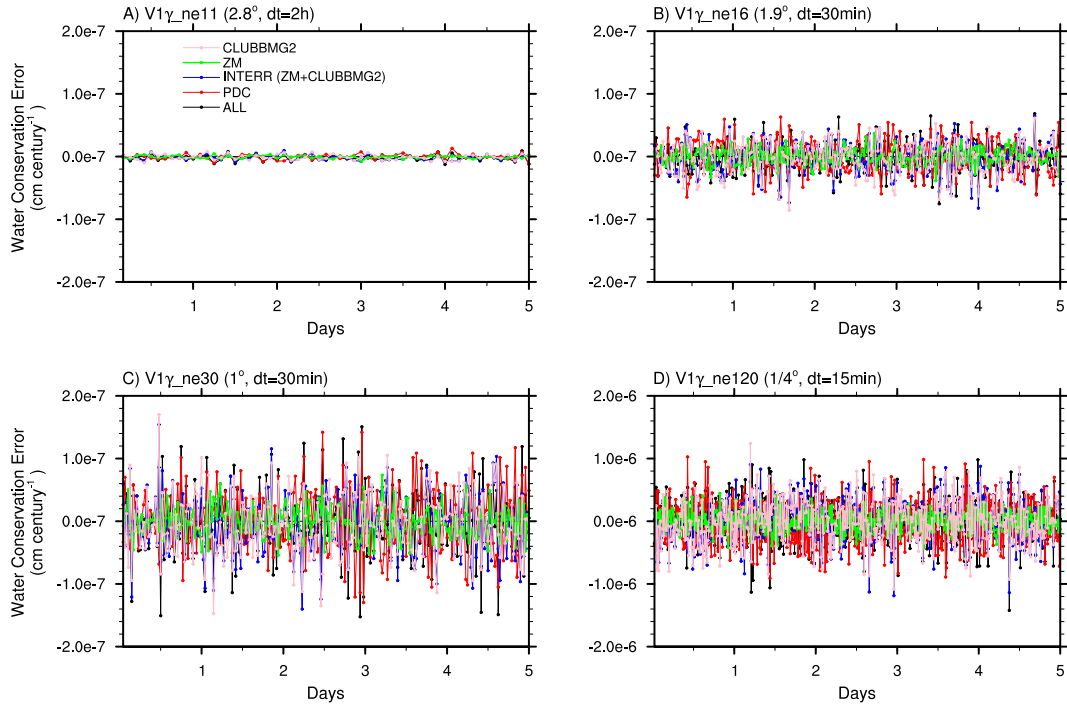 A) V1γ_ne11 (2.8°, dt=2h)
2.0e-7
1.0e-7
0.0e-7
-1.0e-7
-2.0e-7
Water Conservation Error
(cm century⁻¹)
CLUBBMG2
ZM
INTERR (ZM+CLUBBMG2)
PDC
ALL
1 2 3 4 5
Days
B) V1γ_ne16 (1.9°, dt=30min)
2.0e-7
1.0e-7
0.0e-7
-1.0e-7
-2.0e-7
1 2 3 4 5
Days
C) V1γ_ne30 (1°, dt=30min)
2.0e-7
1.0e-7
0.0e-7
-1.0e-7
-2.0e-7
Water Conservation Error
(cm century⁻¹)
1 2 3 4 5
Days
D) V1γ_ne120 (1/4°, dt=15min)
2.0e-6
1.0e-6
0.0e-6
-1.0e-6
-2.0e-6
1 2 3 4 5
Days